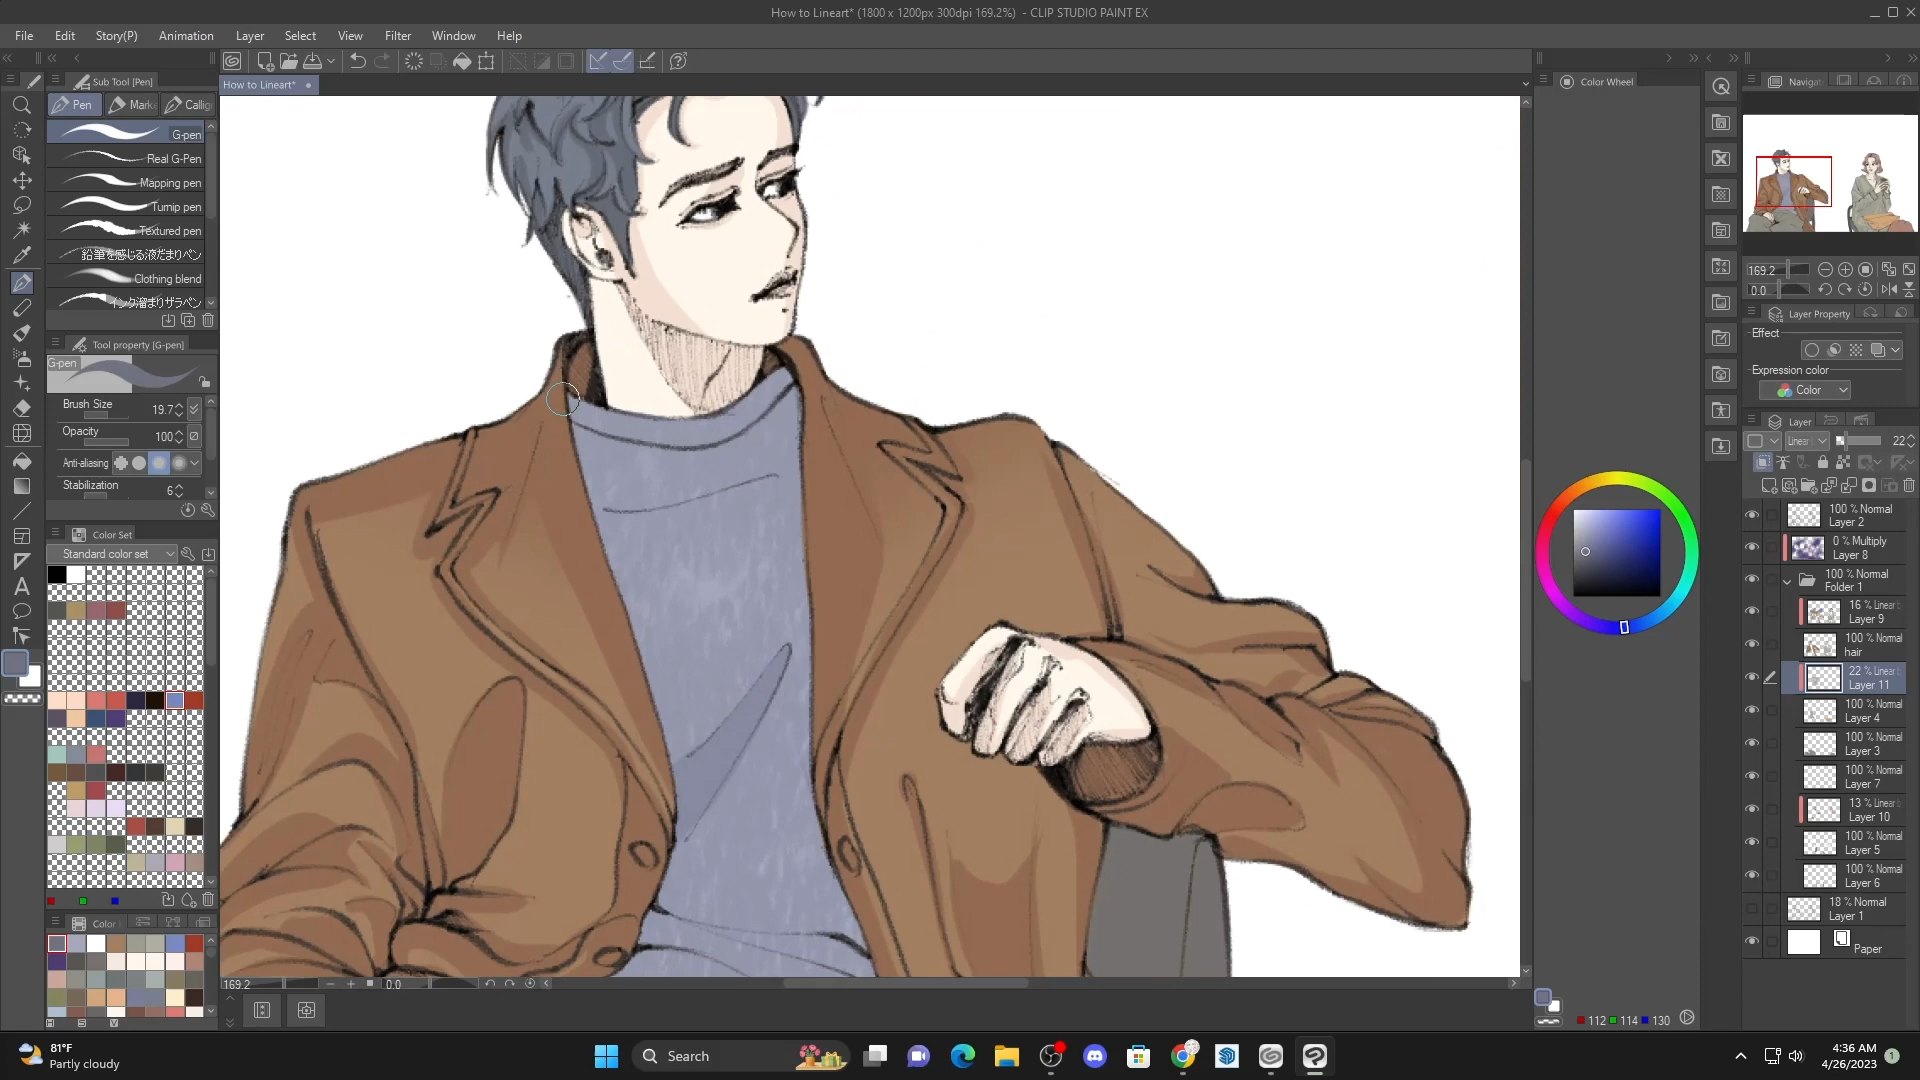 How to Lineart* (1800 x 1200px 300dpi 169.2%) - CLIP STUDIO PAINT EX
File Edit Story(P) Animation Layer Select View Filter Window Help
Sub Tool [Pen]
Color Wheel
Navigat
How to Lineart*
Pen
Marke
Callig
G-pen
Real G-Pen
Mapping pen
Turnip pen
Textured pen
鉛筆を感じる液だまりペン
Clothing blend
インク溜まりザラペン
Tool property [G-pen]
G-pen
Brush Size 19.7
Opacity 100
Anti-aliasing
Stabilization 6
Color Set
Standard color set
Color
H S V
169.2
0.0
Layer Property
Effect
Expression color
Color
Layer
Linear
22
100 % Normal
Layer 2
0 % Multiply
Layer 8
100 % Normal
Folder 1
16 % Linear b
Layer 9
100 % Normal
hair
22 % Linear b
Layer 11
100 % Normal
Layer 4
100 % Normal
Layer 3
100 % Normal
Layer 7
13 % Linear b
Layer 10
100 % Normal
Layer 5
100 % Normal
Layer 6
18 % Normal
Layer 1
Paper
169.2
0.0
112 114 130
81°F
Partly cloudy
Search
4:36 AM
4/26/2023
1